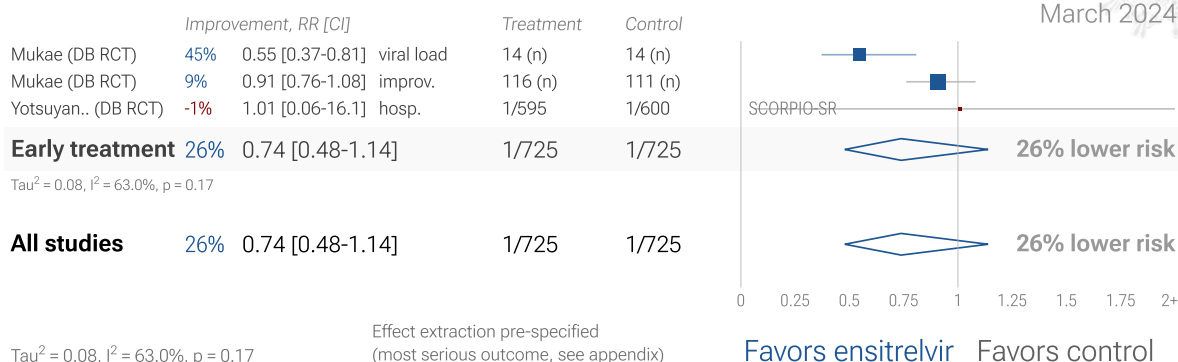 March 2024
Improvement, RR [CI] Treatment Control
Mukae (DB RCT) 45% 0.55 [0.37-0.81] viral load 14 (n) 14 (n)
Mukae (DB RCT) 9% 0.91 [0.76-1.08] improv. 116 (n) 111 (n)
Yotsuyan.. (DB RCT) -1% 1.01 [0.06-16.1] hosp. 1/595 1/600 SCORPIO-SR
Early treatment 26% 0.74 [0.48-1.14] 1/725 1/725 26% lower risk
Tau² = 0.08, I² = 63.0%, p = 0.17
All studies 26% 0.74 [0.48-1.14] 1/725 1/725 26% lower risk
0 0.25 0.5 0.75 1 1.25 1.5 1.75 2+
Effect extraction pre-specified
Tau² = 0.08, I² = 63.0%, p = 0.17 (most serious outcome, see appendix) Favors ensitrelvir Favors control